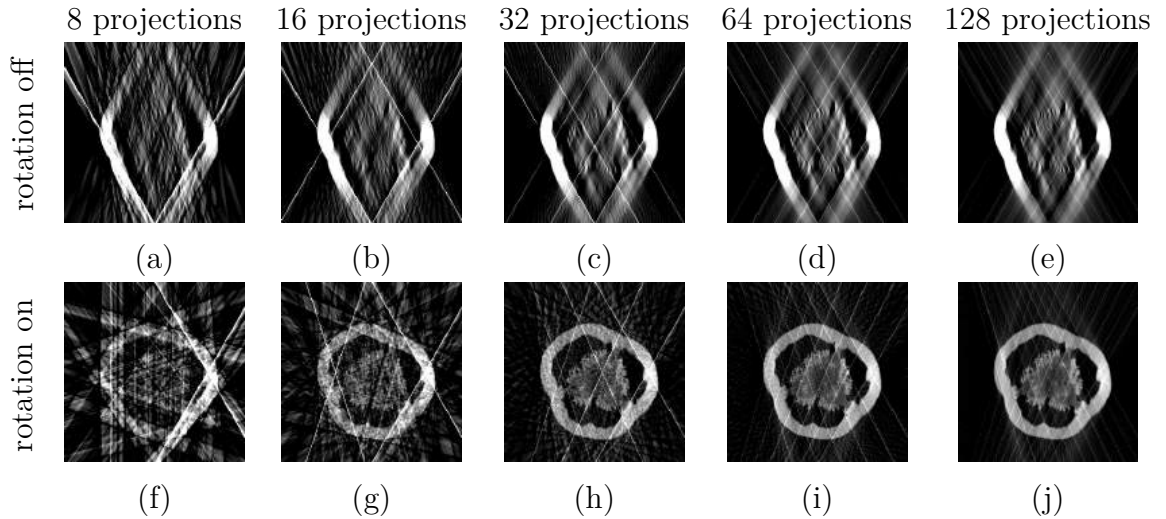 8 projections 16 projections 32 projections 64 projections 128 projections
rotation off
(a) (b) (c) (d) (e)
rotation on
(f) (g) (h) (i) (j)